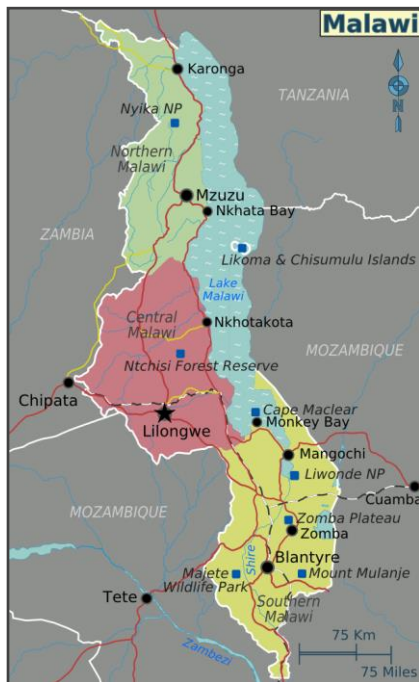 Malawi
N
Karonga
TANZANIA
Nyika NP
Northern
Malawi
Mzuzu
Nkhata Bay
ZAMBIA
Likoma & Chisumulu Islands
Lake
Malawi
Central
Malawi
Nkhotakota
Ntchisi Forest Reserve
MOZAMBIQUE
Chipata
Cape Maclear
Lilongwe
Monkey Bay
Mangochi
Liwonde NP
Cuamba
MOZAMBIQUE
Zomba Plateau
Zomba
Shire
Blantyre
Majete
Wildlife Park
Mount Mulanje
Tete
Southern
Malawi
Zambezi
75 Km
75 Miles